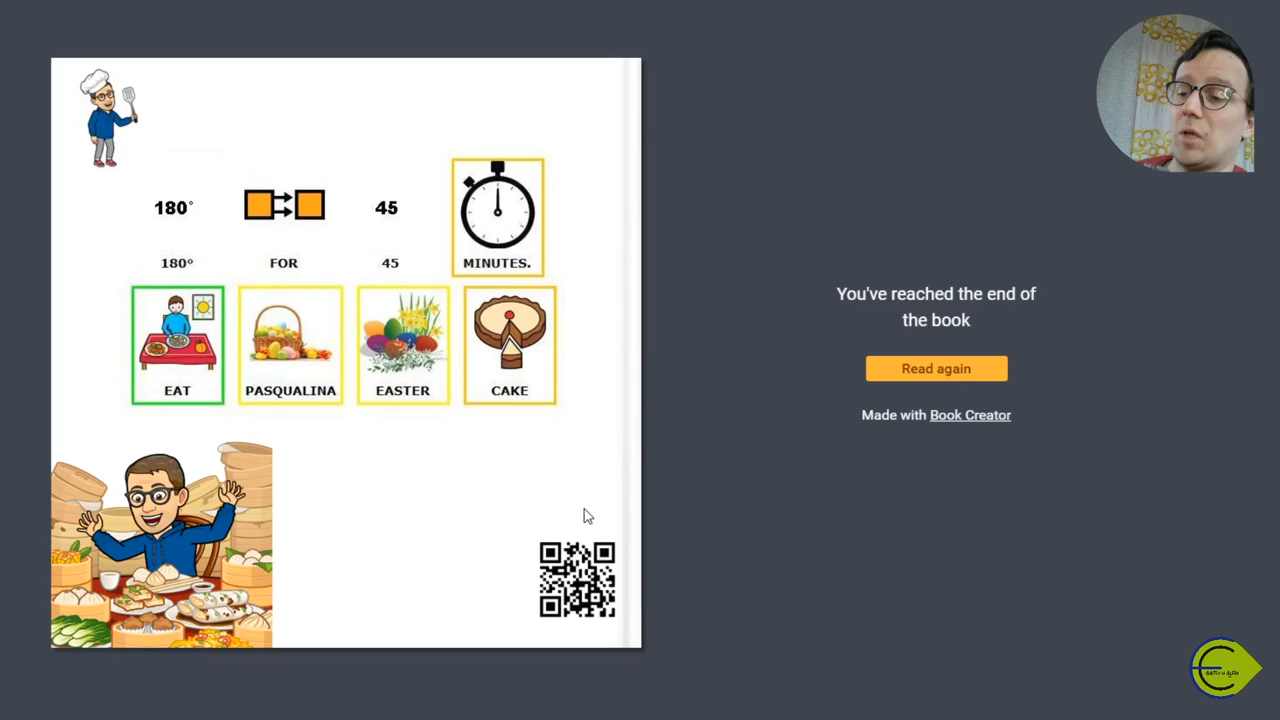 180° 45
180° FOR 45 MINUTES.
EAT PASQUALINA EASTER CAKE
You've reached the end of
the book
Read again
Made with Book Creator